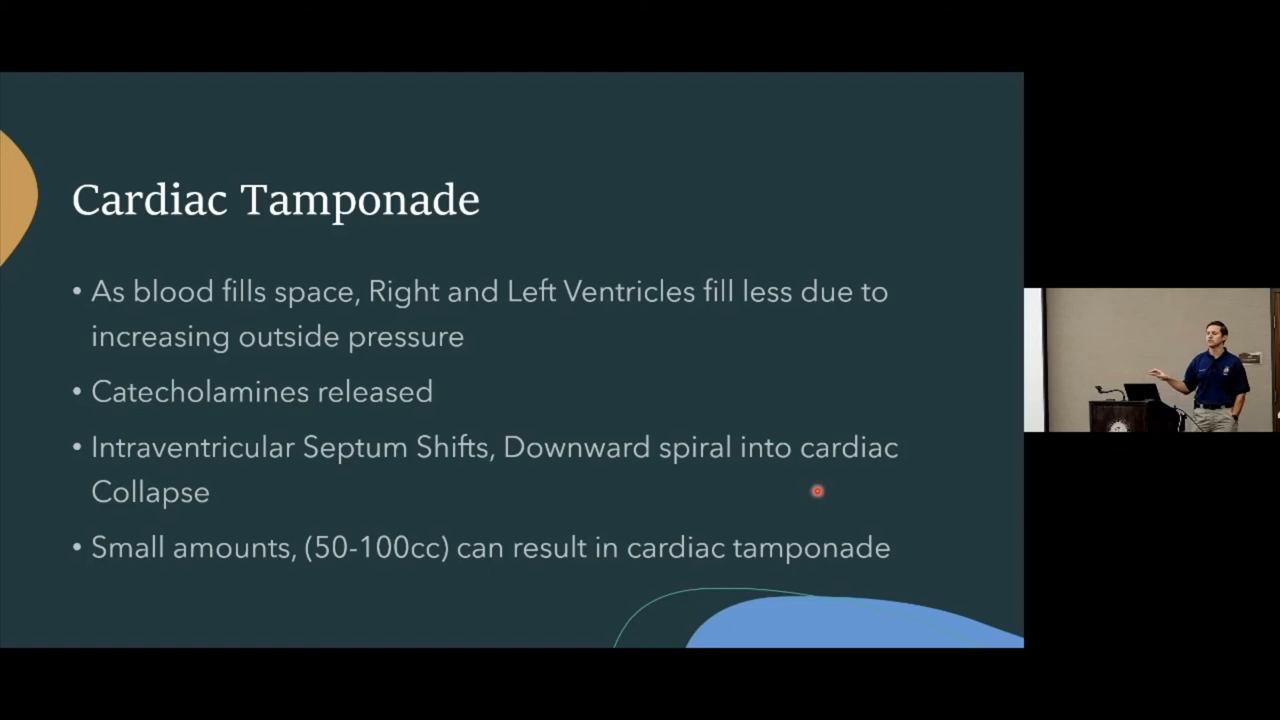 Cardiac Tamponade
• As blood fills space, Right and Left Ventricles fill less due to
increasing outside pressure
• Catecholamines released
• Intraventricular Septum Shifts, Downward spiral into cardiac
Collapse
• Small amounts, (50-100cc) can result in cardiac tamponade